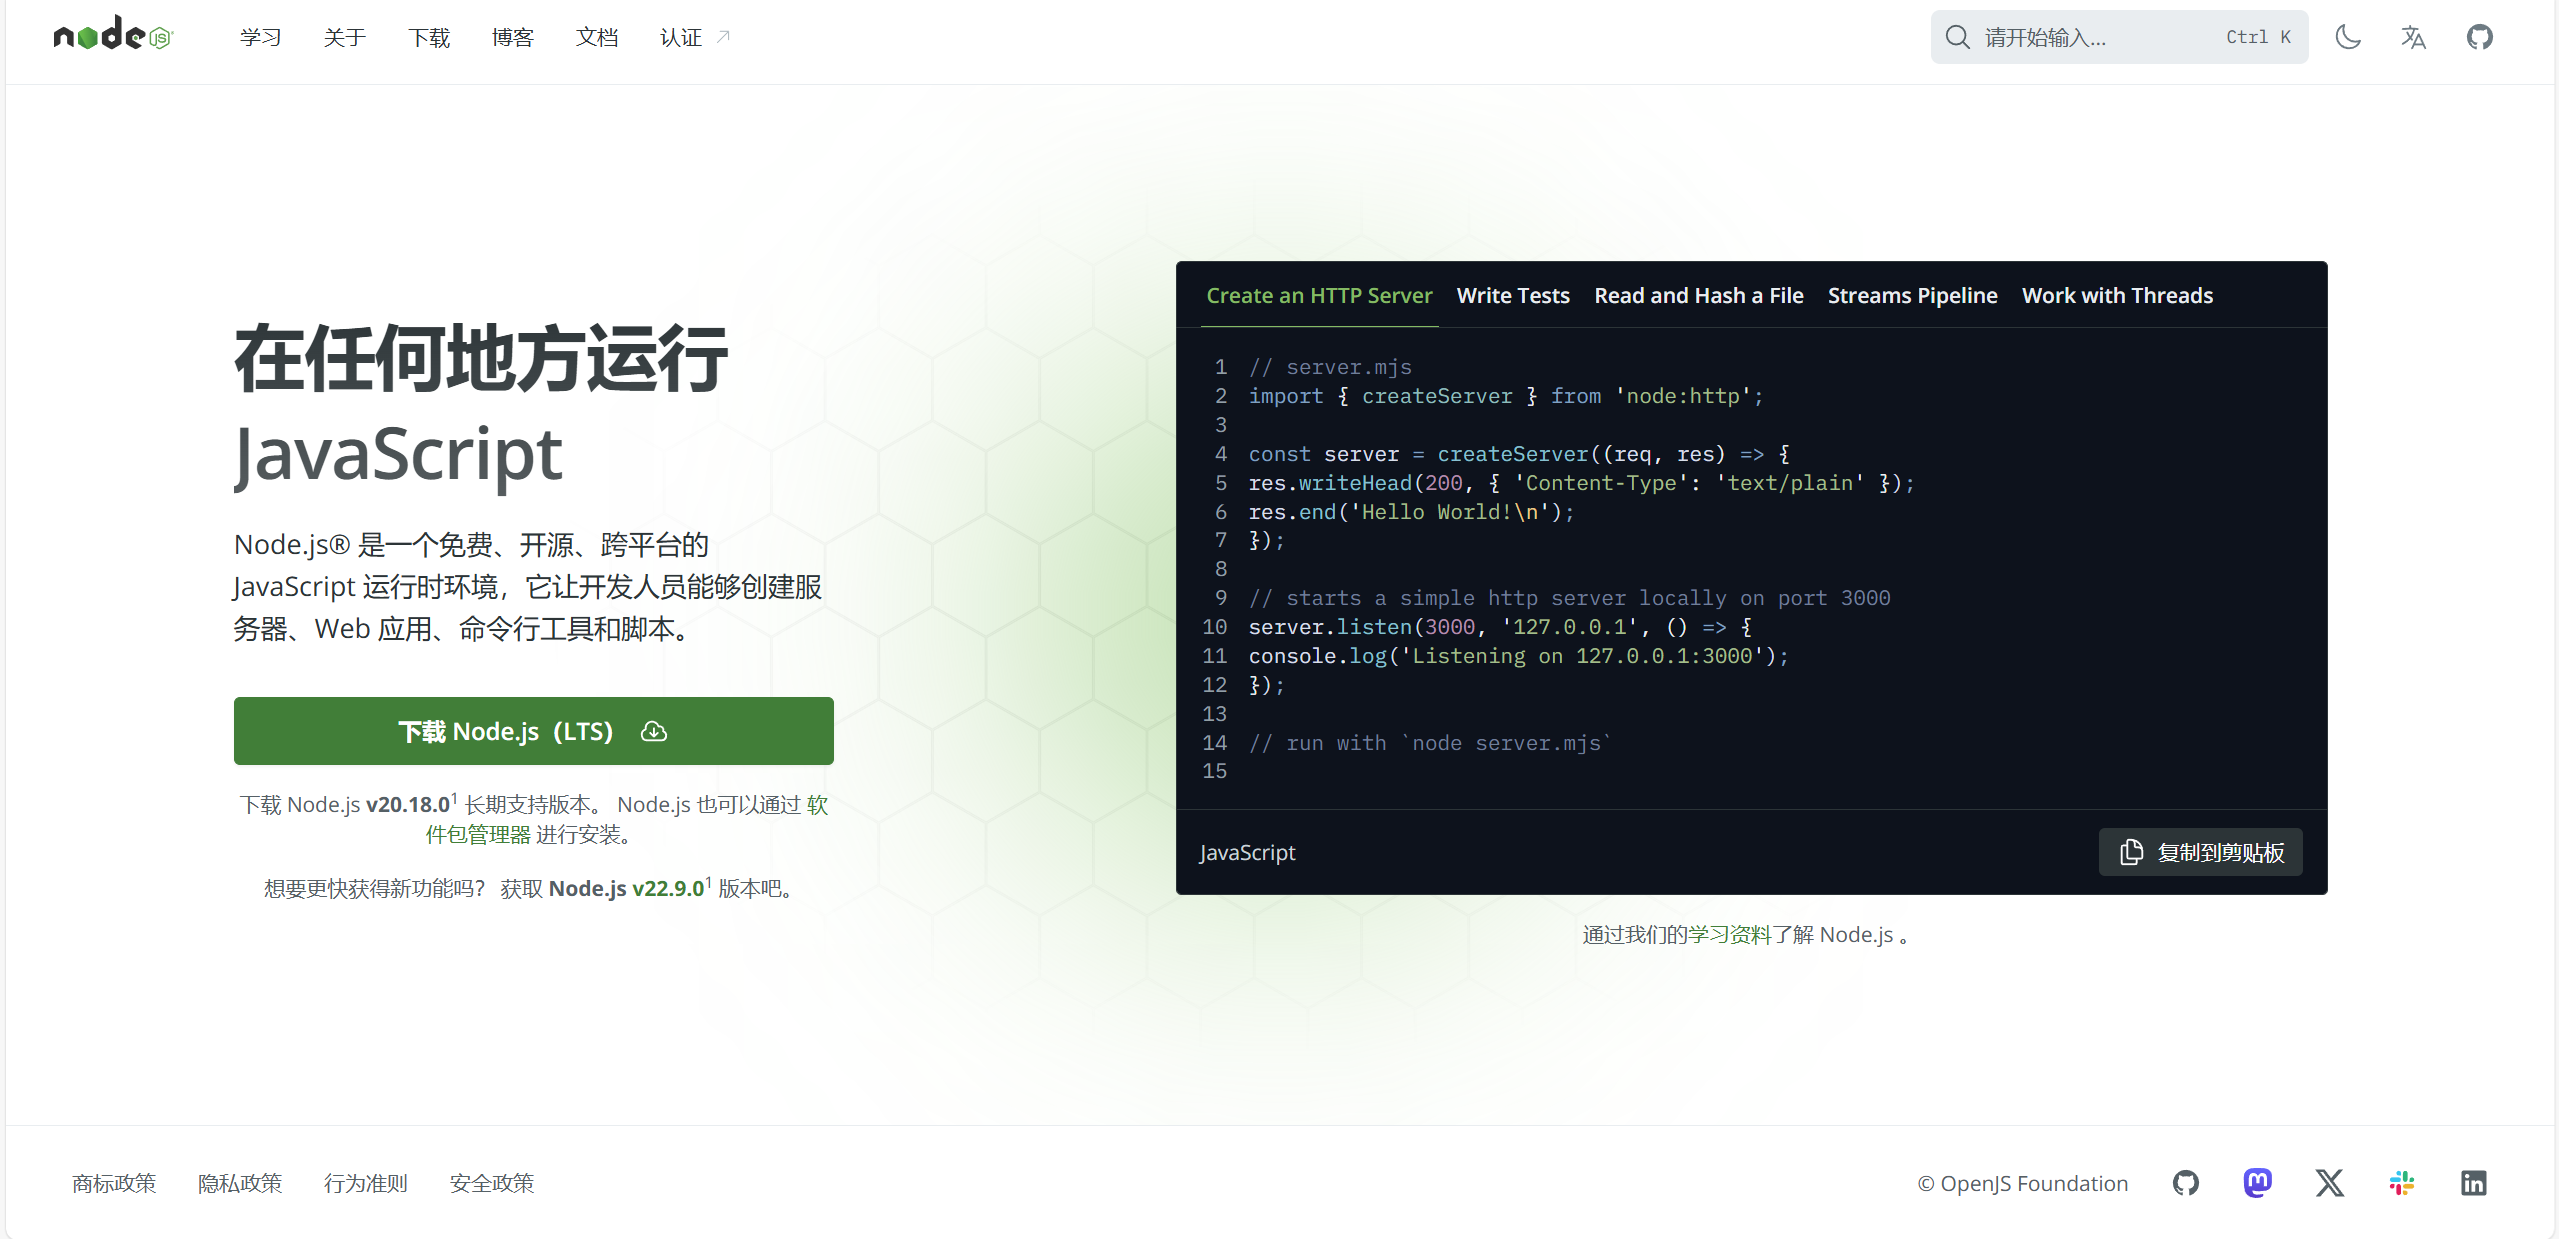 node JS
学习 关于 下载 博客 文档 认证
请开始输入... Ctrl K
在任何地方运行
JavaScript
Node.js® 是一个免费、开源、跨平台的
JavaScript 运行时环境，它让开发人员能够创建服
务器、Web 应用、命令行工具和脚本。
下载 Node.js（LTS）
下载 Node.js v20.18.0¹ 长期支持版本。 Node.js 也可以通过 软
件包管理器 进行安装。
想要更快获得新功能吗？ 获取 Node.js v22.9.0¹ 版本吧。
Create an HTTP Server Write Tests Read and Hash a File Streams Pipeline Work with Threads
1 // server.mjs
2 import { createServer } from 'node:http';
3
4 const server = createServer((req, res) => {
5 res.writeHead(200, { 'Content-Type': 'text/plain' });
6 res.end('Hello World!\n');
7 });
8
9 // starts a simple http server locally on port 3000
10 server.listen(3000, '127.0.0.1', () => {
11 console.log('Listening on 127.0.0.1:3000');
12 });
13
14 // run with `node server.mjs`
15
JavaScript 复制到剪贴板
通过我们的学习资料了解 Node.js 。
商标政策 隐私政策 行为准则 安全政策 © OpenJS Foundation